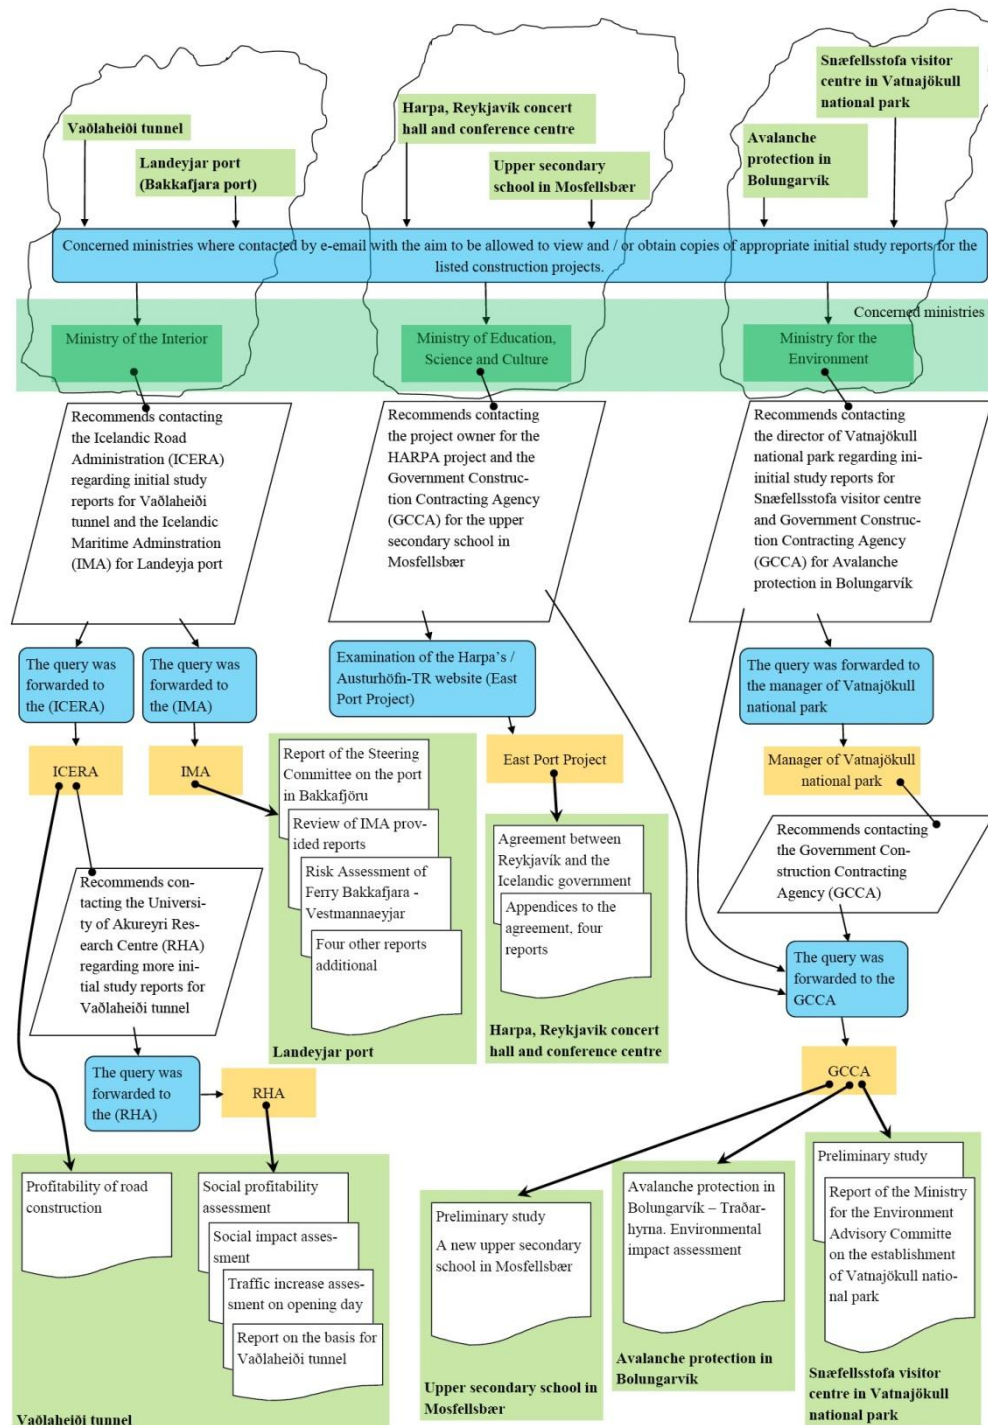 Snæfellsstofa visitor
centre in Vatnajökull
national park
Harpa, Reykjavík concert
hall and conference centre
Vaðlaheiði tunnel
Avalanche
protection in
Bolungarvík
Landeyjar port
(Bakkafjara port)
Upper secondary
school in Mosfellsbær
Concerned ministries where contacted by e-email with the aim to be allowed to view and / or obtain copies of appropriate initial study reports for the
listed construction projects.
Concerned ministries
Ministry of the Interior
Ministry of Education,
Science and Culture
Ministry for the
Environment
Recommends contacting
the Icelandic Road
Administration (ICERA)
regarding initial study
reports for Vaðlaheiði
tunnel and the Icelandic
Maritime Adminstration
(IMA) for Landeyja port
Recommends contacting
the project owner for the
HARPA project and the
Government Construc-
tion Contracting Agency
(GCCA) for the upper
secondary school in
Mosfellsbær
Recommends contacting
the director of Vatnajökull
national park regarding ini-
initial study reports for
Snæfellsstofa visitor centre
and Government Construc-
tion Contracting Agency
(GCCA) for Avalanche
protection in Bolungarvík
The query was
forwarded to
the (ICERA)
The query was
forwarded to
the (IMA)
Examination of the Harpa's /
Austurhöfn-TR website (East
Port Project)
The query was
forwarded to
the manager of Vatnajökull
national park
ICERA
IMA
East Port Project
Manager of Vatnajökull
national park
Report of the Steering
Committee on the port
in Bakkafjöru
Review of IMA prov-
ided reports
Risk Assessment of
Ferry Bakkafjara -
Vestmannaeyjar
Four other reports
additional
Landeyjar port
Agreement between
Reykjavík and the
Icelandic government
Appendices to the
agreement, four
reports
Harpa, Reykjavík concert
hall and conference centre
Recommends contacting
the Government Con-
struction Contracting
Agency (GCCA)
Recommends con-
tacting the University
of Akureyri Res-
earch Centre (RHA)
regarding more ini-
tial study reports for
Vaðlaheiði tunnel
The query was
forwarded to the
GCCA
The query was
forwarded to
the (RHA)
RHA
GCCA
Profitability of road
construction
Social profitability
assessment
Social impact asses-
sment
Traffic increase asses-
sment on opening day
Report on the basis for
Vaðlaheiði tunnel
Vaðlaheiði tunnel
Preliminary study
A new upper secondary
school in Mosfellsbær
Upper secondary school in
Mosfellsbær
Avalanche protection in
Bolungarvík – Traðar-
hyrna. Environmental
impact assessment
Avalanche protection in
Bolungarvík
Preliminary study
Report of the Ministry
for the Environment
Advisory Committe
on the establishment
of Vatnajökull natio-
nal park
Snæfellsstofa visitor
centre in Vatnajökull
national park